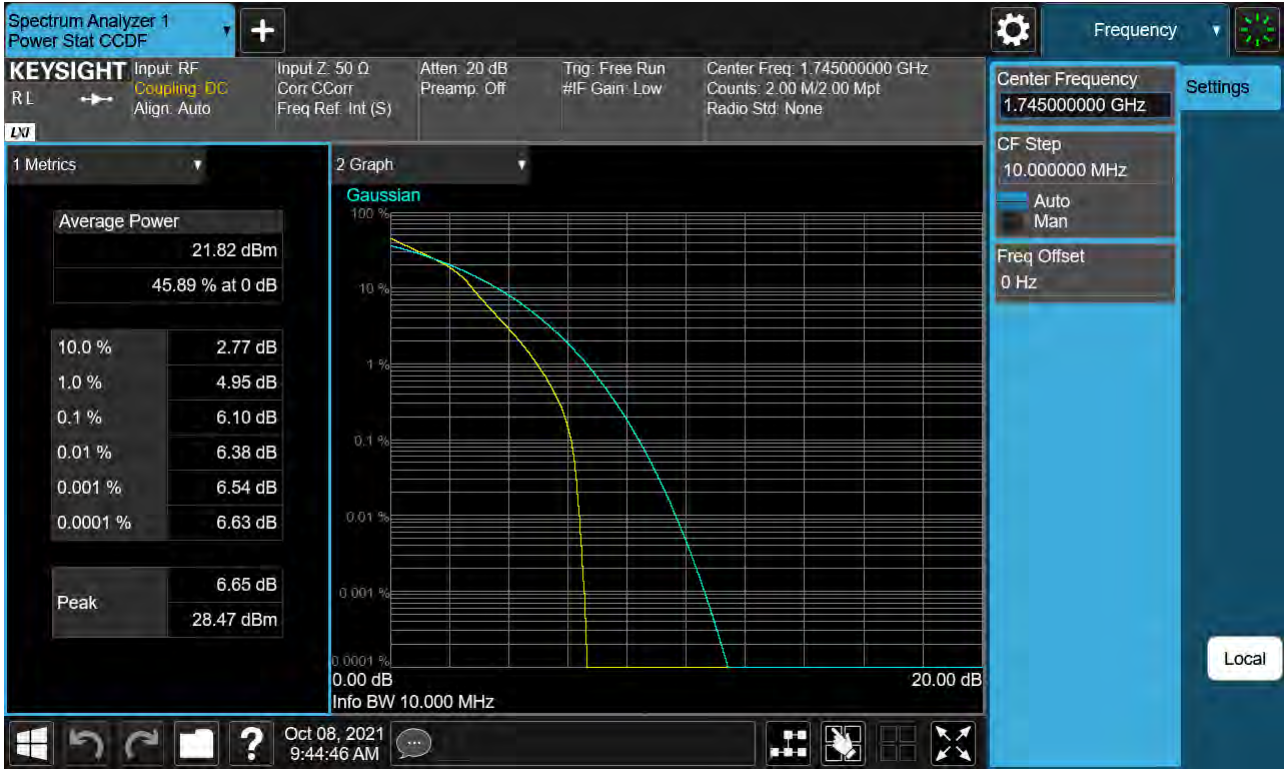 Spectrum Analyzer 1
Power Stat CCDF
Frequency
KEYSIGHT
R L
LXI
Input: RF
Coupling: DC
Align: Auto
Input Z: 50 Ω
Corr CCorr
Freq Ref: Int (S)
Atten: 20 dB
Preamp: Off
Trig: Free Run
#IF Gain: Low
Center Freq: 1.745000000 GHz
Counts: 2.00 M/2.00 Mpt
Radio Std: None
Center Frequency
1.745000000 GHz
Settings
CF Step
10.000000 MHz
Auto
Man
Freq Offset
0 Hz
Local
1 Metrics
Average Power
21.82 dBm
45.89 % at 0 dB
10.0 % 2.77 dB
1.0 % 4.95 dB
0.1 % 6.10 dB
0.01 % 6.38 dB
0.001 % 6.54 dB
0.0001 % 6.63 dB
Peak
6.65 dB
28.47 dBm
2 Graph
Gaussian
100 %
10 %
1 %
0.1 %
0.01 %
0.001 %
0.0001 %
0.00 dB 20.00 dB
Info BW 10.000 MHz
?
Oct 08, 2021
9:44:46 AM